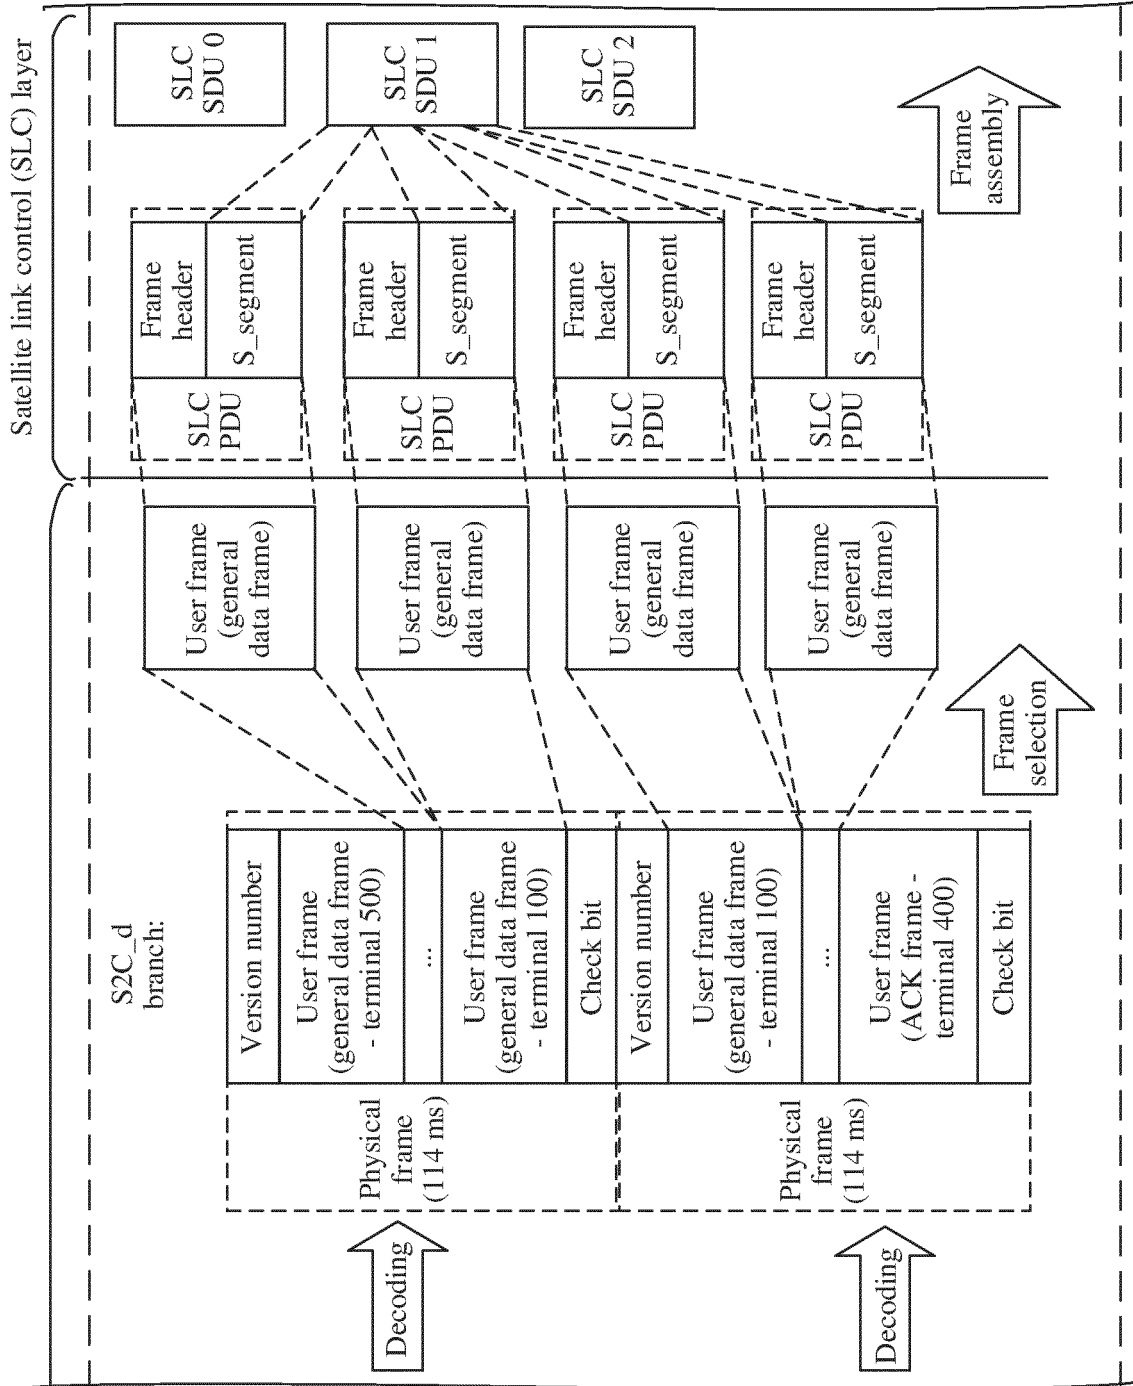 Satellite link control (SLC) layer
S2C_d
branch:
Decoding
Decoding
Physical
frame
(114 ms)
Physical
frame
(114 ms)
Version number
User frame
(general data frame
- terminal 500)
...
User frame
(general data frame
- terminal 100)
Check bit
Version number
User frame
(general data frame
- terminal 100)
...
User frame
(ACK frame -
terminal 400)
Check bit
Frame
selection
User frame
(general
data frame)
User frame
(general
data frame)
User frame
(general
data frame)
User frame
(general
data frame)
SLC
PDU
Frame
header
S_segment
SLC
PDU
Frame
header
S_segment
SLC
PDU
Frame
header
S_segment
SLC
PDU
Frame
header
S_segment
Frame
assembly
SLC
SDU 0
SLC
SDU 1
SLC
SDU 2